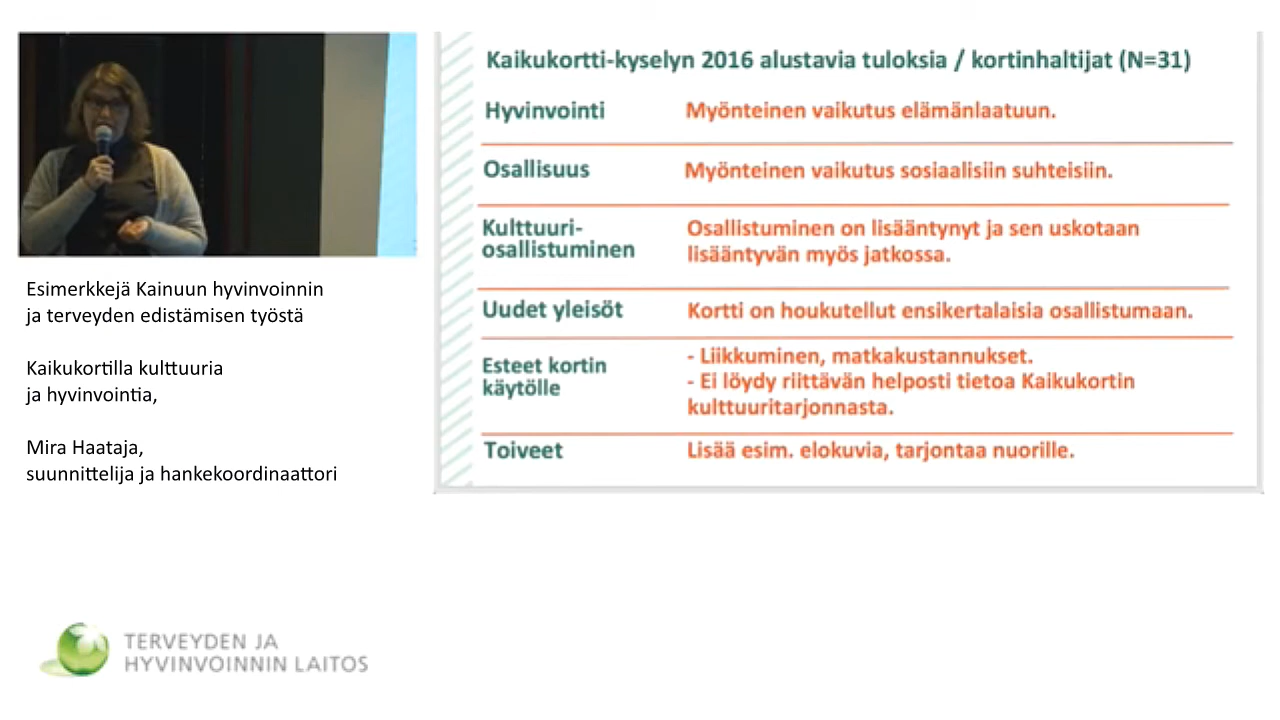 Kaikukortti-kyselyn 2016 alustavia tuloksia / kortinhaltijat (N=31)
Hyvinvointi
Myönteinen vaikutus elämänlaatuun.
Osallisuus
Myönteinen vaikutus sosiaalisiin suhteisiin.
Kulttuuri-
osallistuminen
Osallistuminen on lisääntynyt ja sen uskotaan
lisääntyvän myös jatkossa.
Uudet yleisöt
Kortti on houkutellut ensikertalaisia osallistumaan.
Esteet kortin
käytölle
- Liikkuminen, matkakustannukset.
- Ei löydy riittävän helposti tietoa Kaikukortin
kulttuuritarjonnasta.
Toiveet
Lisää esim. elokuvia, tarjontaa nuorille.
Esimerkkejä Kainuun hyvinvoinnin
ja terveyden edistämisen työstä
Kaikukortilla kulttuuria
ja hyvinvointia,
Mira Haataja,
suunnittelija ja hankekoordinaattori
TERVEYDEN JA
HYVINVOINNIN LAITOS